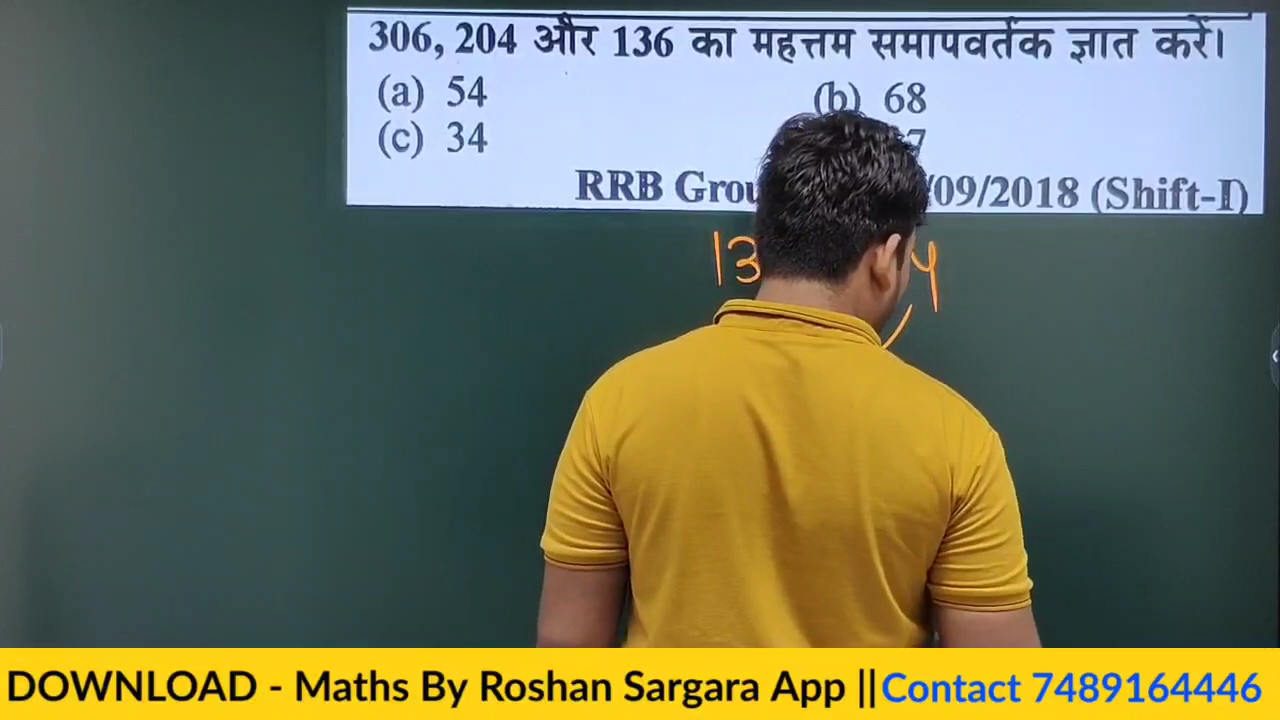 306, 204 और 136 का महत्तम समापवर्तक ज्ञात करें।
(a) 54 (b) 68
(c) 34
RRB /09/2018 (Shift-I)
13
DOWNLOAD - Maths By Roshan Sargara App || Contact 7489164446